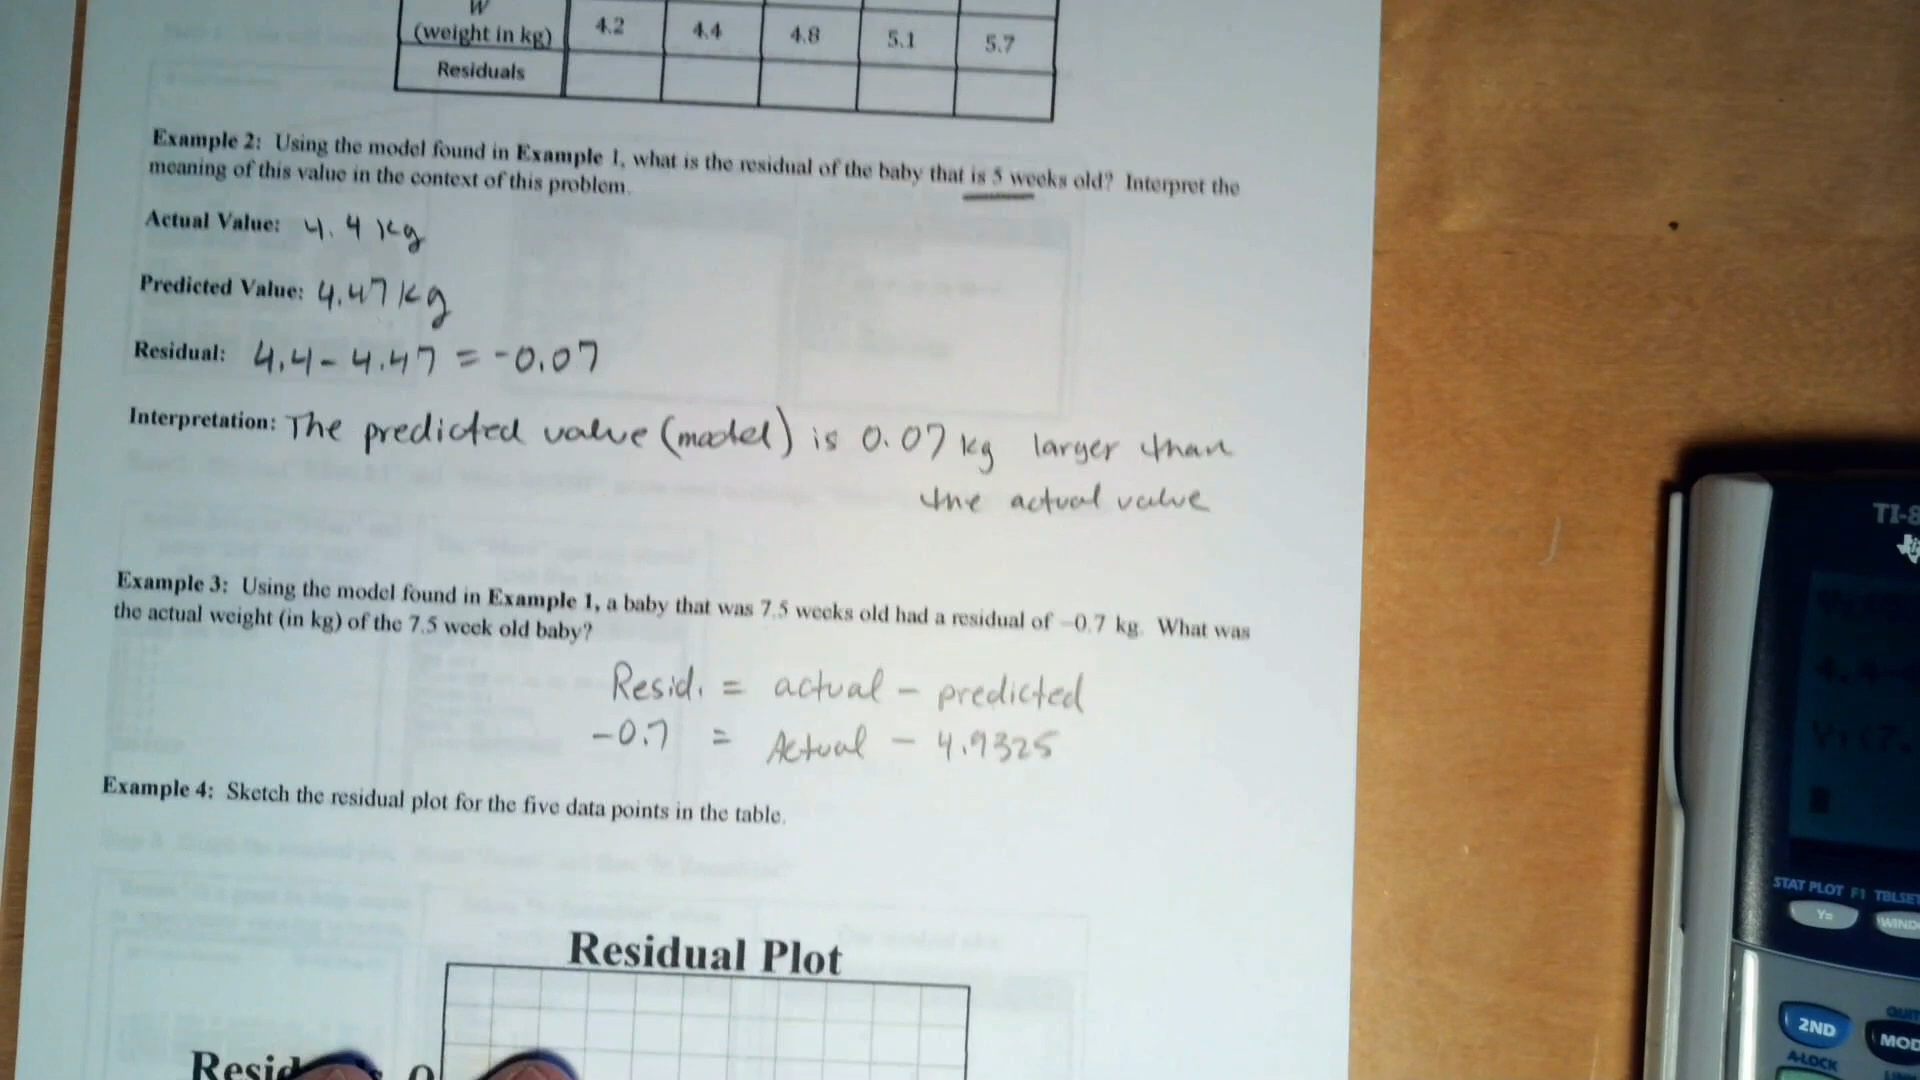 W
(weight in kg) 4.2 4.4 4.8 5.1 5.7
Residuals
Example 2: Using the model found in Example 1, what is the residual of the baby that is 5 weeks old? Interpret the
meaning of this value in the context of this problem.
Actual Value: 4.4 kg
Predicted Value: 4.47 kg
Residual: 4.4 - 4.47 = -0.07
Interpretation: The predicted value (model) is 0.07 kg larger than
the actual value
Example 3: Using the model found in Example 1, a baby that was 7.5 weeks old had a residual of -0.7 kg. What was
the actual weight (in kg) of the 7.5 week old baby?
Resid. = actual - predicted
-0.7 = Actual - 4.9325
Example 4: Sketch the residual plot for the five data points in the table.
Residual Plot
0
TI-8
STAT PLOT F1 TBLSET
Y=
WIND
2ND
QUIT
MOD
A-LOCK